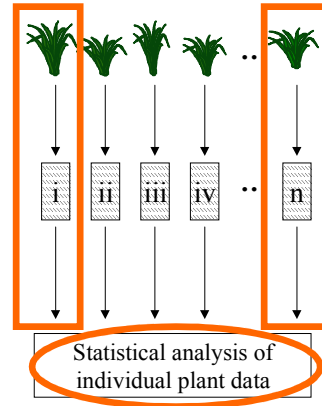 ..
i ii iii iv .. n
Statistical analysis of
individual plant data